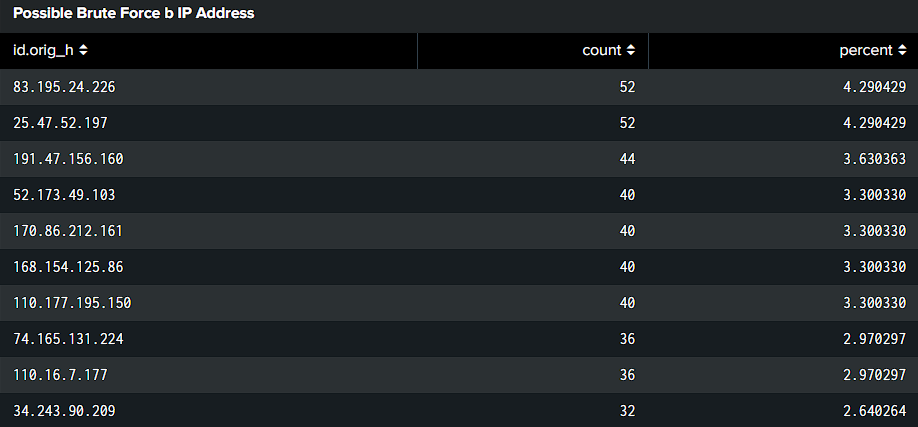 Possible Brute Force b IP Address
id.orig_h count percent
83.195.24.226 52 4.290429
25.47.52.197 52 4.290429
191.47.156.160 44 3.630363
52.173.49.103 40 3.300330
170.86.212.161 40 3.300330
168.154.125.86 40 3.300330
110.177.195.150 40 3.300330
74.165.131.224 36 2.970297
110.16.7.177 36 2.970297
34.243.90.209 32 2.640264